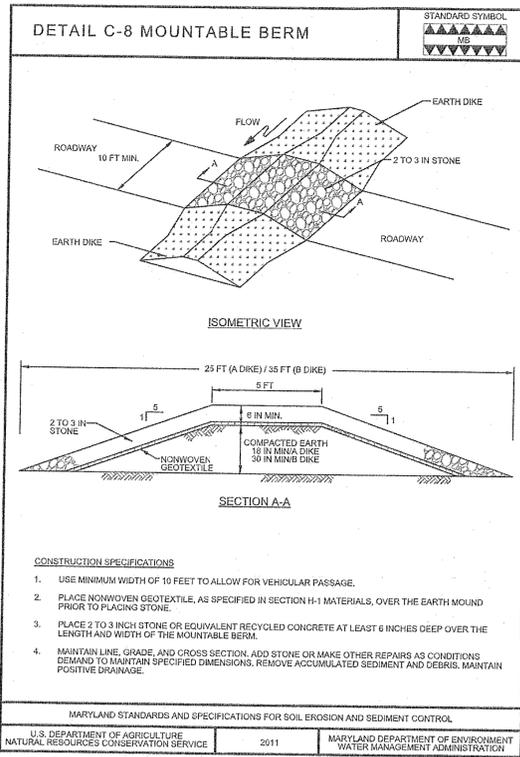 DETAIL C-8 MOUNTABLE BERM
STANDARD SYMBOL
MB
EARTH DIKE
FLOW
ROADWAY
10 FT MIN.
A
2 TO 3 IN STONE
A
EARTH DIKE
ROADWAY
ISOMETRIC VIEW
25 FT (A DIKE) / 35 FT (B DIKE)
5 FT
5
1
6 IN MIN.
5
1
2 TO 3 IN
STONE
NONWOVEN
GEOTEXTILE
COMPACTED EARTH
18 IN MIN/A DIKE
30 IN MIN/B DIKE
SECTION A-A
CONSTRUCTION SPECIFICATIONS
1. USE MINIMUM WIDTH OF 10 FEET TO ALLOW FOR VEHICULAR PASSAGE.
2. PLACE NONWOVEN GEOTEXTILE, AS SPECIFIED IN SECTION H-1 MATERIALS, OVER THE EARTH MOUND
PRIOR TO PLACING STONE.
3. PLACE 2 TO 3 INCH STONE OR EQUIVALENT RECYCLED CONCRETE AT LEAST 6 INCHES DEEP OVER THE
LENGTH AND WIDTH OF THE MOUNTABLE BERM.
4. MAINTAIN LINE, GRADE, AND CROSS SECTION. ADD STONE OR MAKE OTHER REPAIRS AS CONDITIONS
DEMAND TO MAINTAIN SPECIFIED DIMENSIONS. REMOVE ACCUMULATED SEDIMENT AND DEBRIS. MAINTAIN
POSITIVE DRAINAGE.
MARYLAND STANDARDS AND SPECIFICATIONS FOR SOIL EROSION AND SEDIMENT CONTROL
U.S. DEPARTMENT OF AGRICULTURE
NATURAL RESOURCES CONSERVATION SERVICE
2011
MARYLAND DEPARTMENT OF ENVIRONMENT
WATER MANAGEMENT ADMINISTRATION